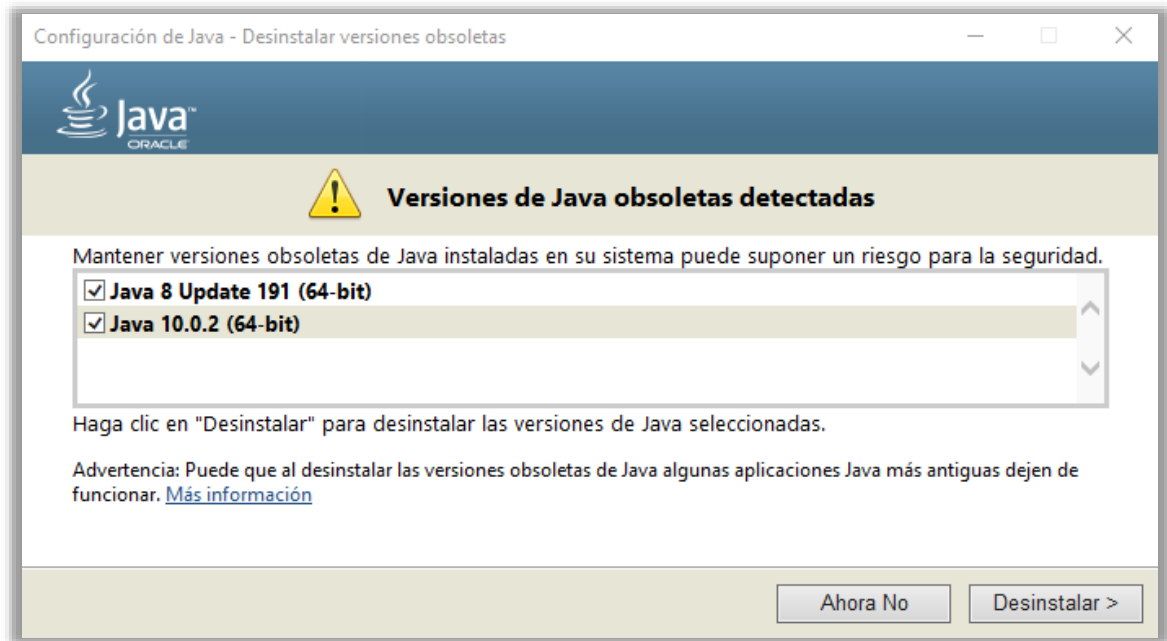 Configuración de Java - Desinstalar versiones obsoletas
Java™
ORACLE
Versiones de Java obsoletas detectadas
Mantener versiones obsoletas de Java instaladas en su sistema puede suponer un riesgo para la seguridad.
Java 8 Update 191 (64-bit)
Java 10.0.2 (64-bit)
Haga clic en "Desinstalar" para desinstalar las versiones de Java seleccionadas.
Advertencia: Puede que al desinstalar las versiones obsoletas de Java algunas aplicaciones Java más antiguas dejen de
funcionar. Más información
Ahora No
Desinstalar >